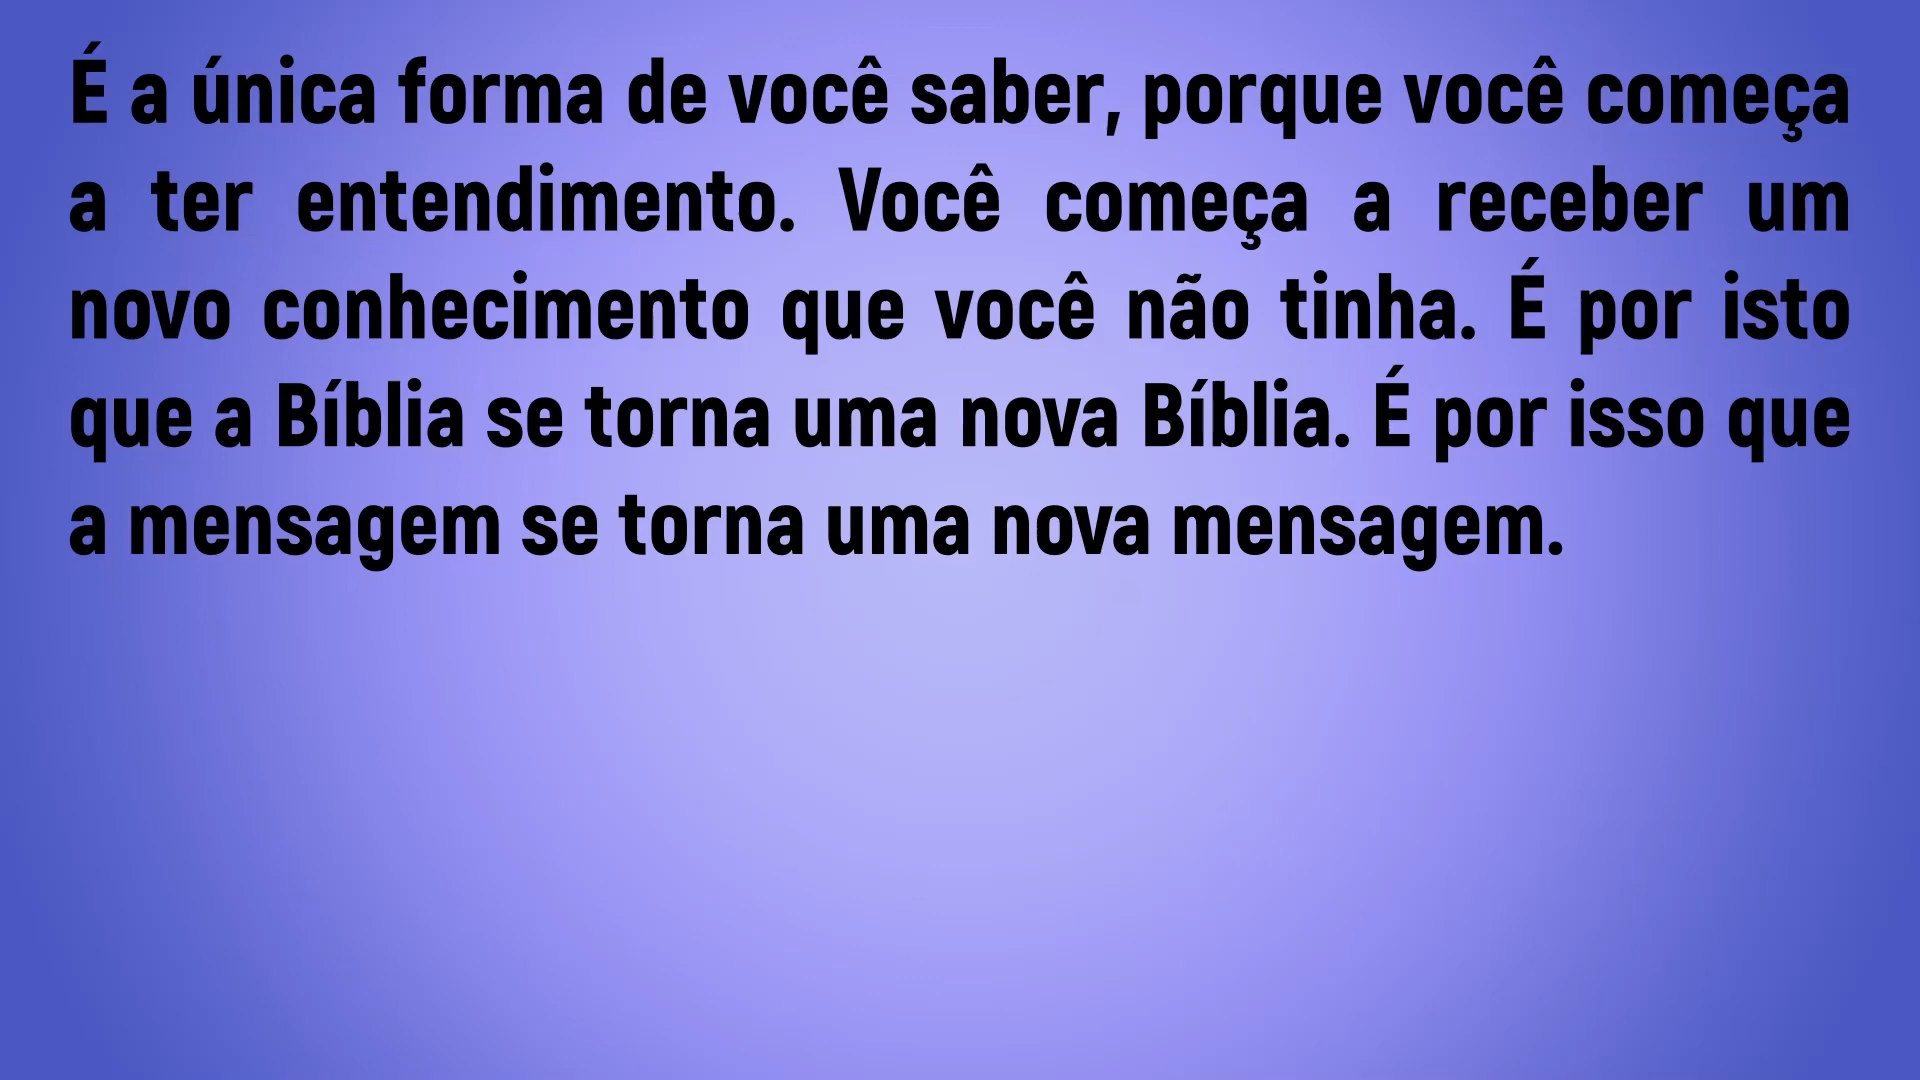 É a única forma de você saber, porque você começa
a ter entendimento. Você começa a receber um
novo conhecimento que você não tinha. É por isto
que a Bíblia se torna uma nova Bíblia. É por isso que
a mensagem se torna uma nova mensagem.